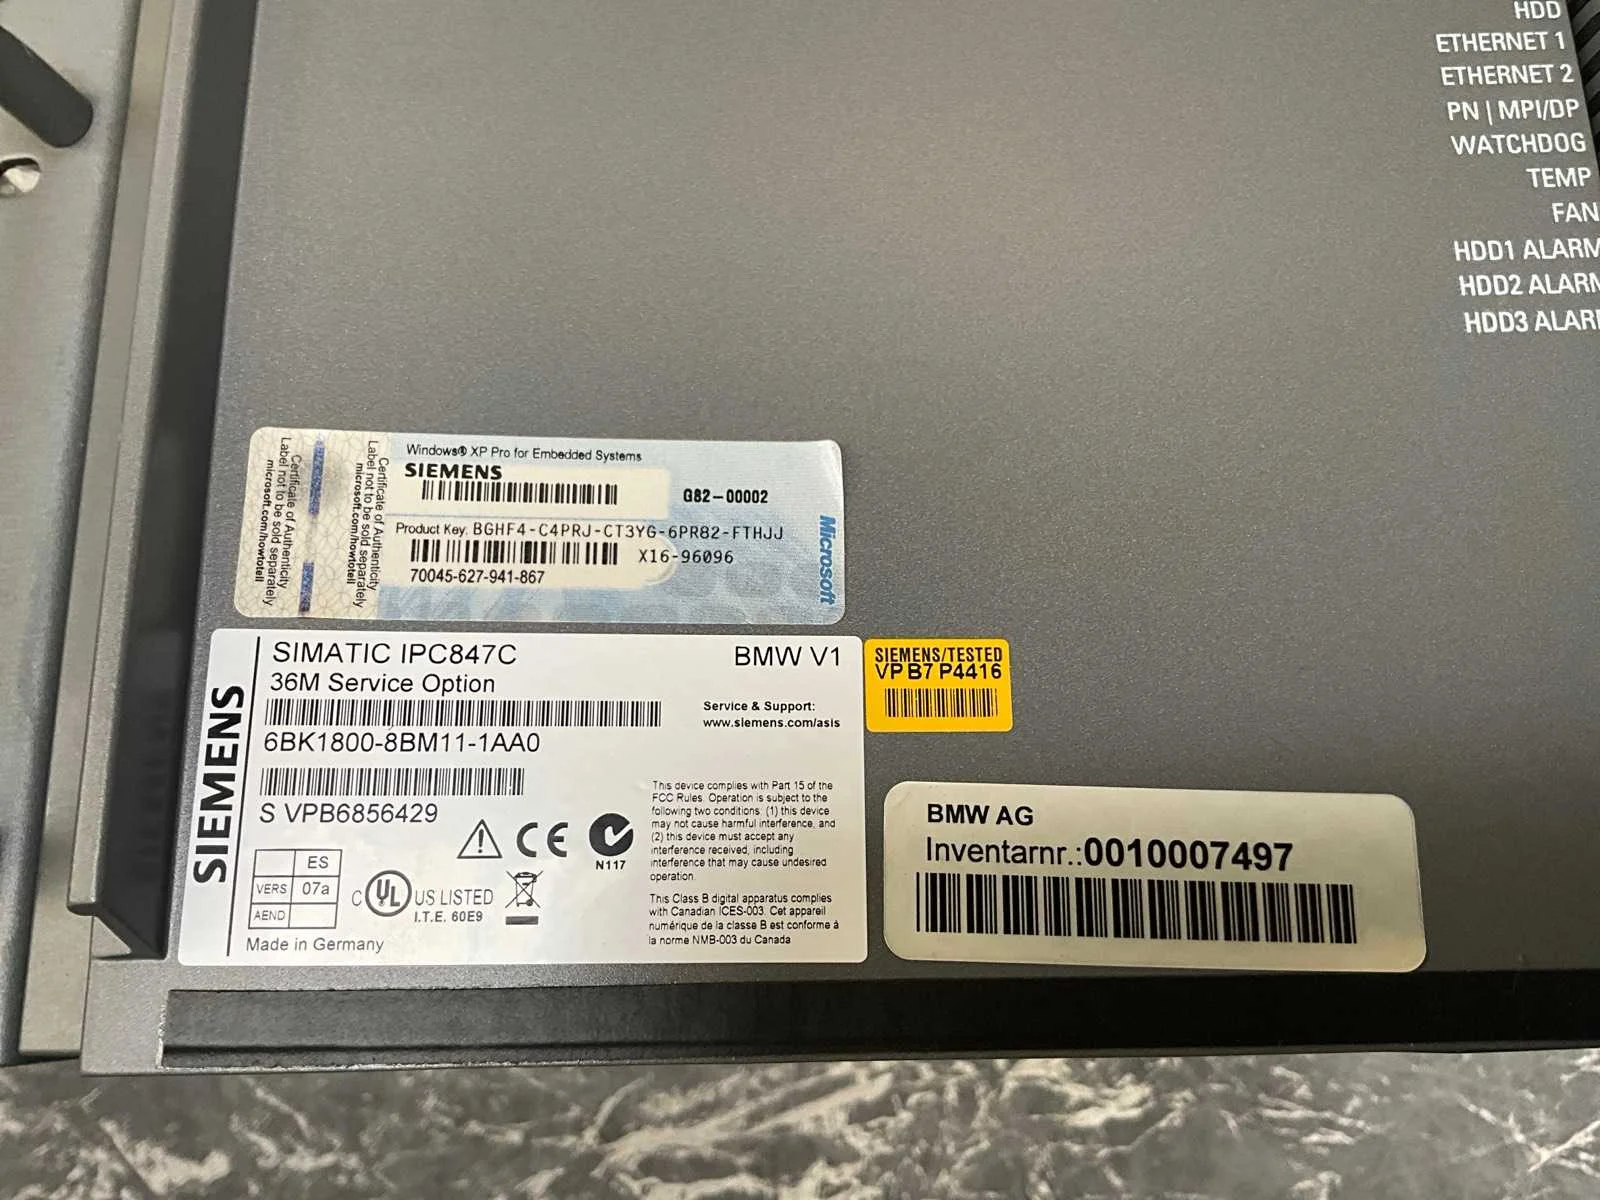 HDD
ETHERNET 1
ETHERNET 2
PN | MPI/DP
WATCHDOG
TEMP
FAN
HDD1 ALARM
HDD2 ALARM
HDD3 ALAR
Certificate of Authenticity
Label not to be sold separately
microsoft.com/howtotell
Certificate of Authenticity
Label not to be sold separately
microsoft.com/howtotell
Windows® XP Pro for Embedded Systems
SIEMENS
G82-00002
Product Key: BGHF4-C4PRJ-CT3YG-6PR82-FTHJJ
X16-96096
70045-627-941-867
Microsoft
SIEMENS
SIMATIC IPC847C
BMW V1
36M Service Option
Service & Support:
www.siemens.com/asis
6BK1800-8BM11-1AA0
S VPB6856429
N117
ES
VERS 07a
AEND
C UL US LISTED
I.T.E. 60E9
Made in Germany
This device complies with Part 15 of the
FCC Rules. Operation is subject to the
following two conditions: (1) this device
may not cause harmful interference, and
(2) this device must accept any
interference received, including
interference that may cause undesired
operation.
This Class B digital apparatus complies
with Canadian ICES-003. Cet appareil
numérique de la classe B est conforme à
la norme NMB-003 du Canada
SIEMENS/TESTED
VP B7 P4416
BMW AG
Inventarnr.:0010007497